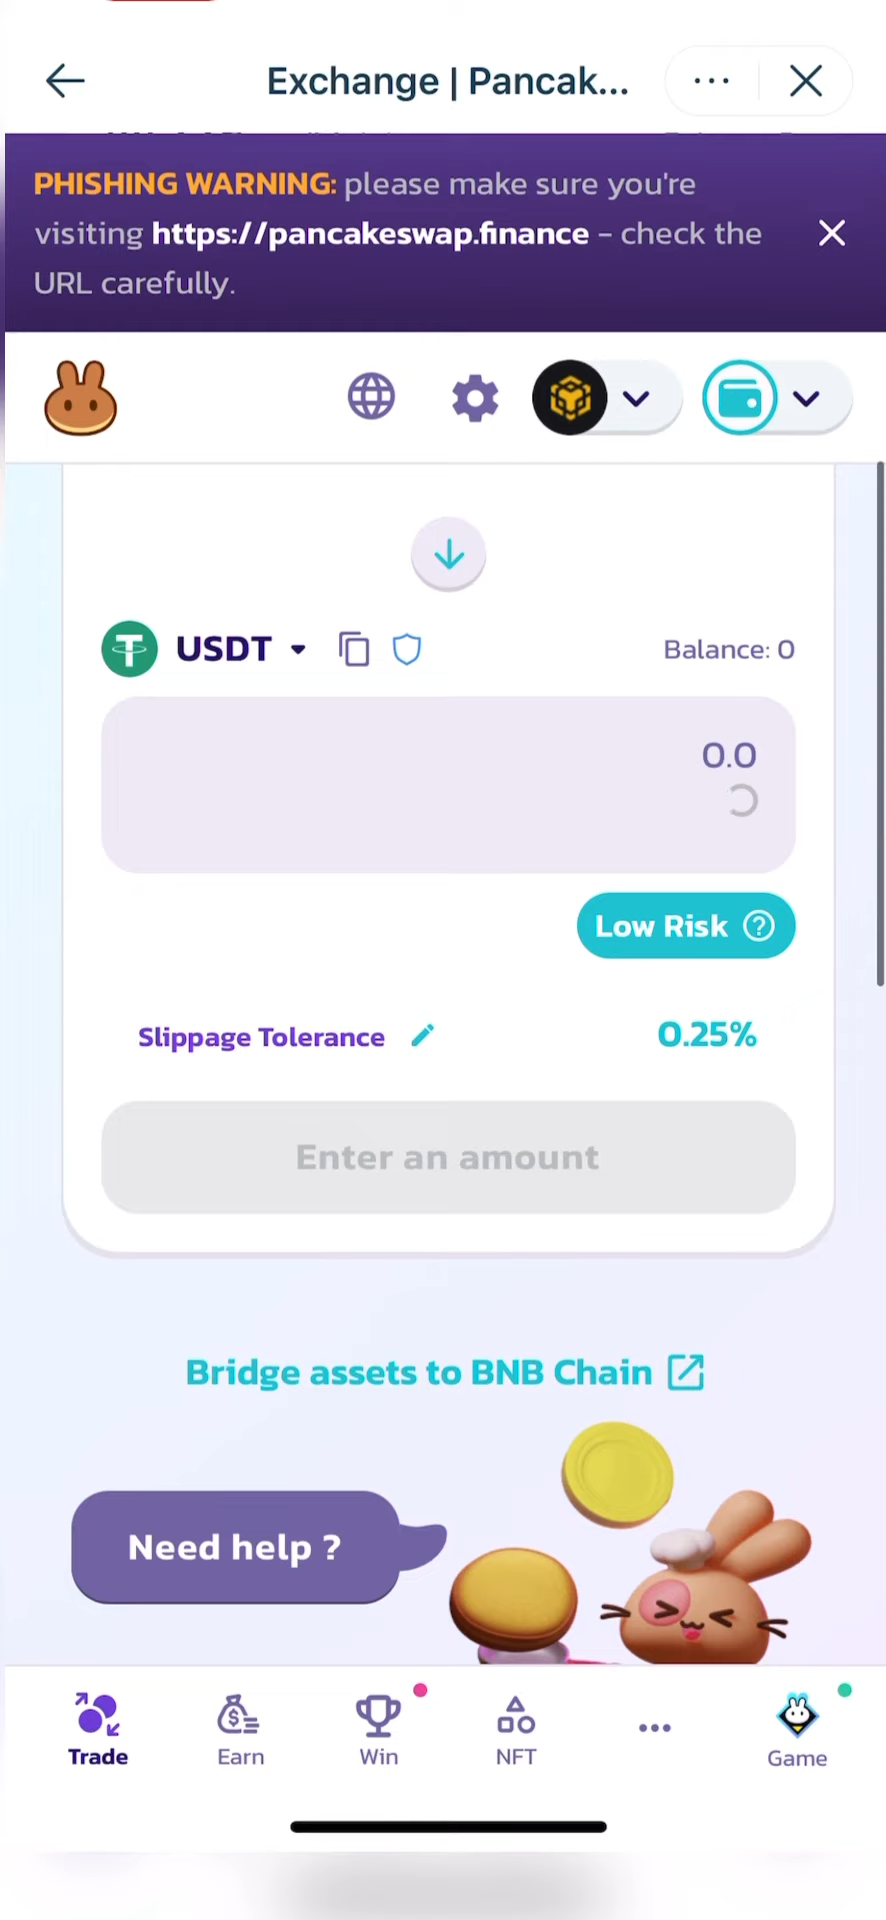 Exchange | Pancak...
PHISHING WARNING: please make sure you're
visiting https://pancakeswap.finance - check the
URL carefully.
USDT
Balance: 0
0.0
Low Risk
Slippage Tolerance
0.25%
Enter an amount
Bridge assets to BNB Chain
Need help ?
Trade
Earn
Win
NFT
Game